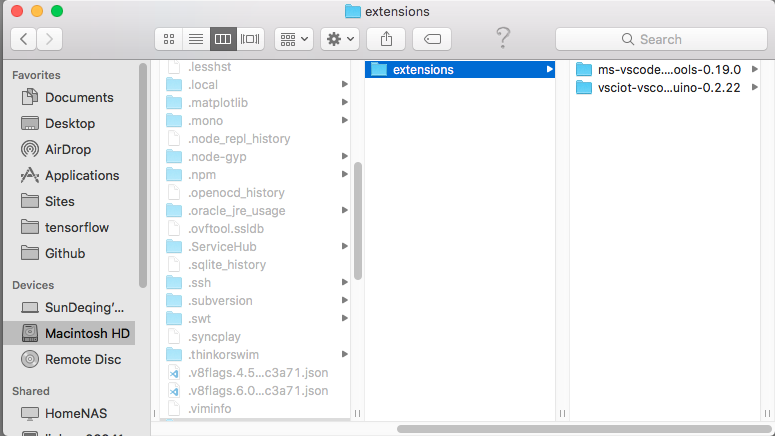 extensions
Search
Favorites
Documents
Desktop
AirDrop
Applications
Sites
tensorflow
Github
Devices
SunDeqing’...
Macintosh HD
Remote Disc
Shared
HomeNAS
.lesshst
.local
.matplotlib
.mono
.node_repl_history
.node-gyp
.npm
.openocd_history
.oracle_jre_usage
.ovftool.ssldb
.ServiceHub
.sqlite_history
.ssh
.subversion
.swt
.syncplay
.thinkorswim
.v8flags.4.5...c3a71.json
.v8flags.6.0...c3a71.json
.viminfo
extensions
ms-vscode....ools-0.19.0
vsciot-vsco...uino-0.2.22